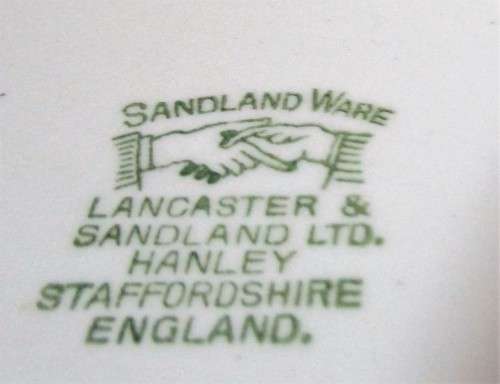 SANDLAND WARE
LANCASTER &
SANDLAND LTD.
HANLEY
STAFFORDSHIRE
ENGLAND.